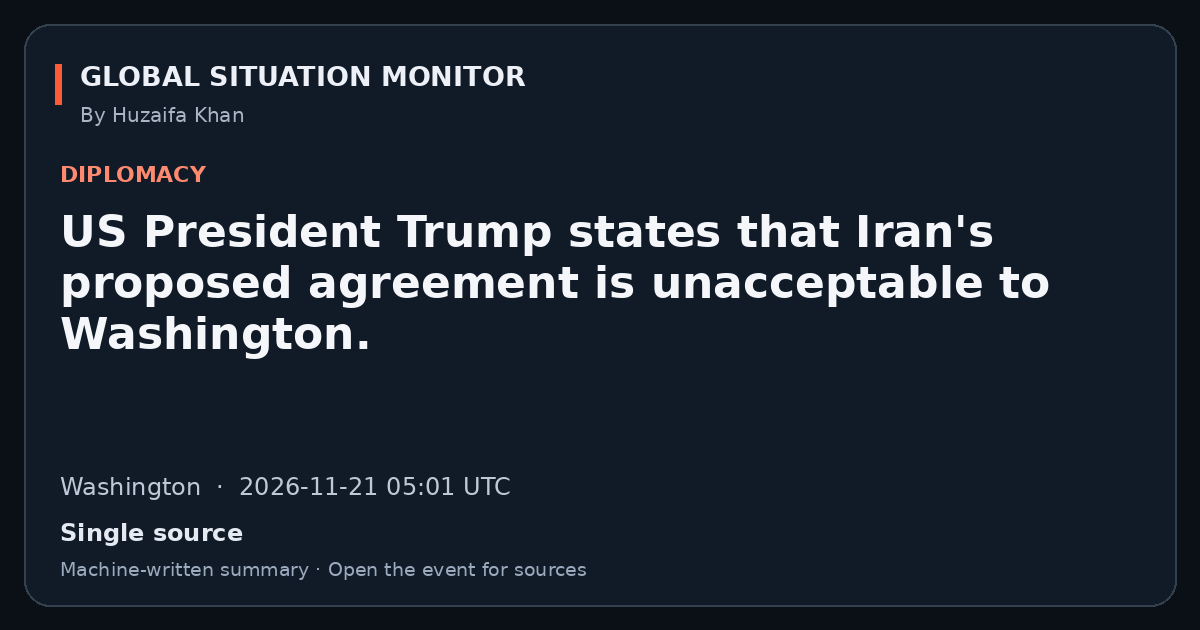 GLOBAL SITUATION MONITOR
By Huzaifa Khan
DIPLOMACY
US President Trump states that Iran's
proposed agreement is unacceptable to
Washington.
Washington · 2026-11-21 05:01 UTC
Single source
Machine-written summary · Open the event for sources